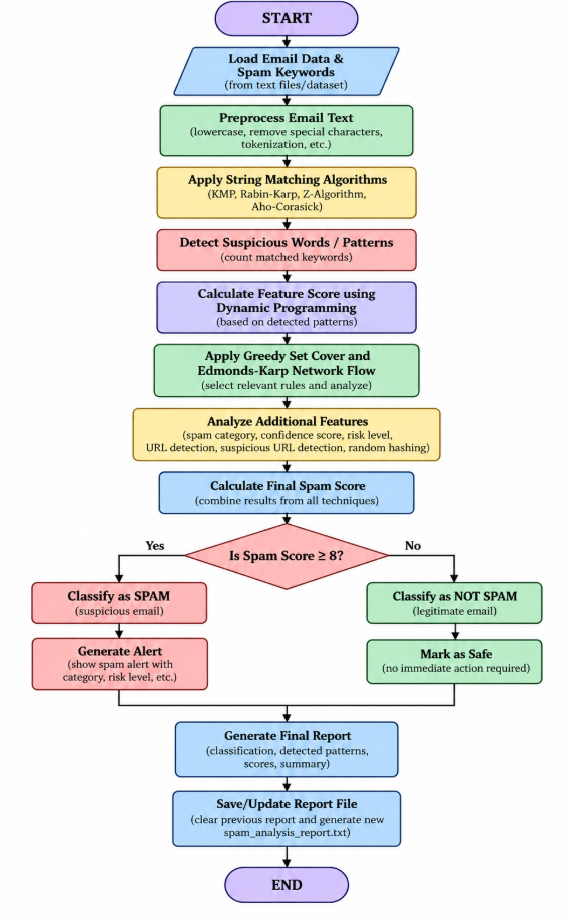 START
Load Email Data &
Spam Keywords
(from text files/dataset)
Preprocess Email Text
(lowercase, remove special characters,
tokenization, etc.)
Apply String Matching Algorithms
(KMP, Rabin-Karp, Z-Algorithm,
Aho-Corasick)
Detect Suspicious Words / Patterns
(count matched keywords)
Calculate Feature Score using
Dynamic Programming
(based on detected patterns)
Apply Greedy Set Cover and
Edmonds-Karp Network Flow
(select relevant rules and analyze)
Analyze Additional Features
(spam category, confidence score, risk level,
URL detection, suspicious URL detection, random hashing)
Calculate Final Spam Score
(combine results from all techniques)
Is Spam Score ≥ 8?
Yes
No
Classify as SPAM
(suspicious email)
Classify as NOT SPAM
(legitimate email)
Generate Alert
(show spam alert with
category, risk level, etc.)
Mark as Safe
(no immediate action required)
Generate Final Report
(classification, detected patterns,
scores, summary)
Save/Update Report File
(clear previous report and generate new
spam_analysis_report.txt)
END